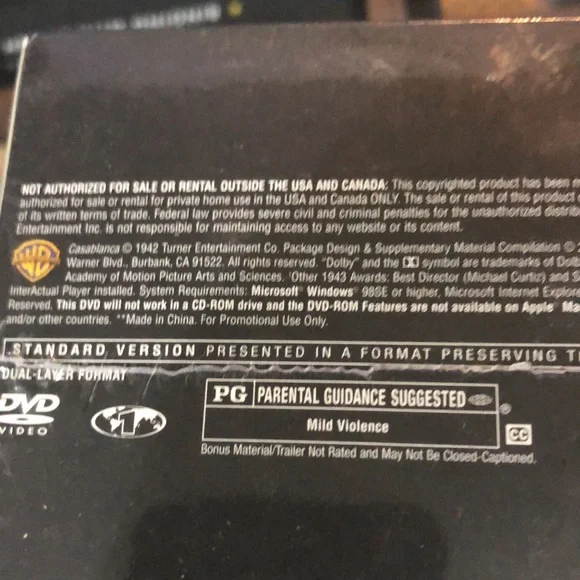 NOT AUTHORIZED FOR SALE OR RENTAL OUTSIDE THE USA AND CANADA: This copyrighted product has been
authorized for sale or rental for private home use in the USA and Canada ONLY. The sale or rental of this product
of its written terms of trade. Federal law provides severe civil and criminal penalties for the unauthorized
Entertainment Inc. is not responsible for maintaining access to any website or its content.
Casablanca © 1942 Turner Entertainment Co. Package Design & Supplementary Material Compilation ©
Warner Blvd., Burbank, CA 91522. All rights reserved. "Dolby" and the symbol are trademarks of
Academy of Motion Picture Arts and Sciences. *Other 1943 Awards: Best Director (Michael Curtiz) and
InterActual Player installed. System Requirements: Microsoft® Windows® 98SE or higher, Microsoft Internet
Reserved. This DVD will not work in a CD-ROM drive and the DVD-ROM Features are not available on Apple®
and/or other countries. **Made in China. For Promotional Use Only.
STANDARD VERSION PRESENTED IN A FORMAT PRESERVING
DUAL-LAYER FORMAT
DVD
VIDEO
1
PG PARENTAL GUIDANCE SUGGESTED ®
Mild Violence
CC
Bonus Material/Trailer Not Rated and May Not Be Closed-Captioned.